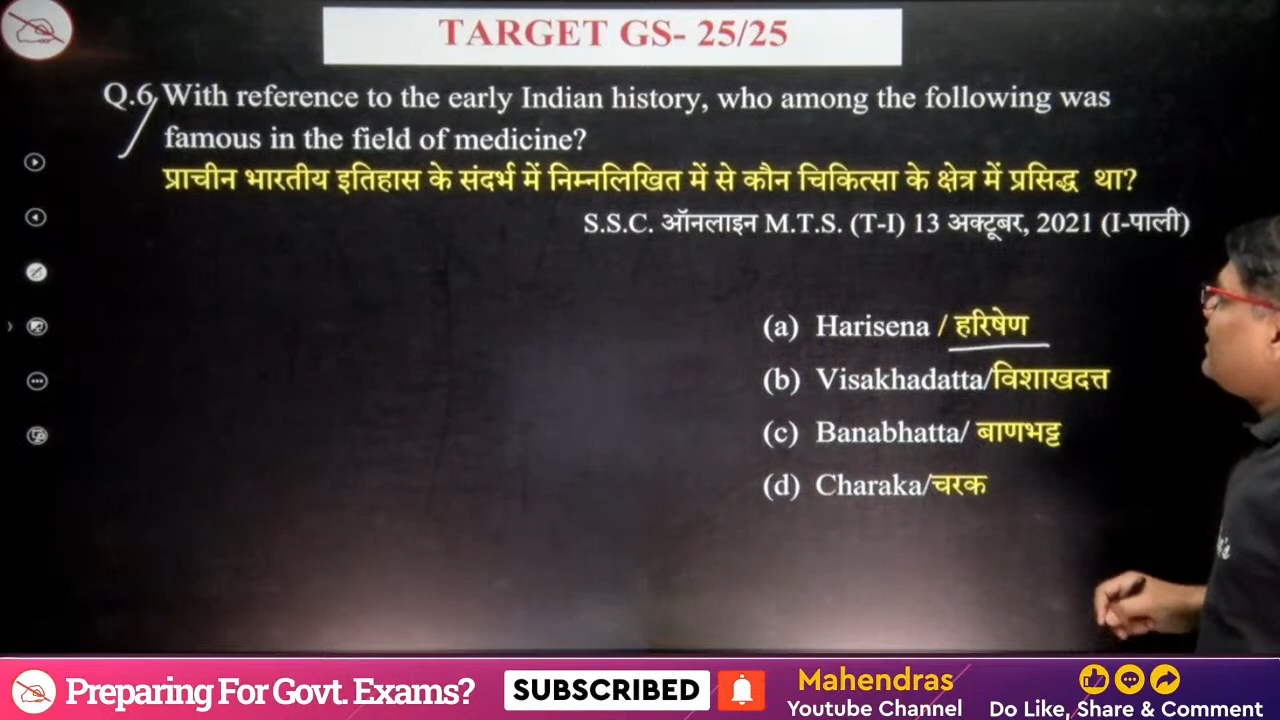 TARGET GS- 25/25
Q.6 With reference to the early Indian history, who among the following was
famous in the field of medicine?
प्राचीन भारतीय इतिहास के संदर्भ में निम्नलिखित में से कौन चिकित्सा के क्षेत्र में प्रसिद्ध था?
S.S.C. ऑनलाइन M.T.S. (T-I) 13 अक्टूबर, 2021 (I-पाली)
(a) Harisena / हरिषेण
(b) Visakhadatta/विशाखदत्त
(c) Banabhatta/ बाणभट्ट
(d) Charaka/चरक
Preparing For Govt. Exams?
SUBSCRIBED
Mahendras
Youtube Channel
Do Like, Share & Comment